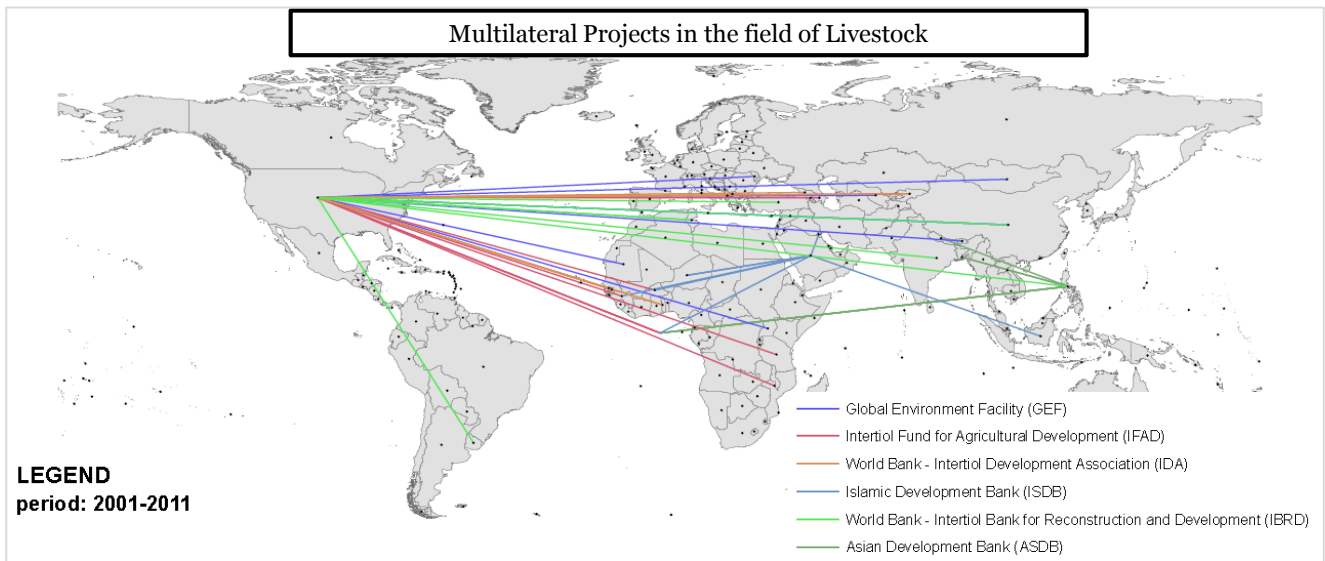 Multilateral Projects in the field of Livestock
Global Environment Facility (GEF)
Intertiol Fund for Agricultural Development (IFAD)
World Bank - Intertiol Development Association (IDA)
Islamic Development Bank (ISDB)
World Bank - Intertiol Bank for Reconstruction and Development (IBRD)
Asian Development Bank (ASDB)
LEGEND
period: 2001-2011